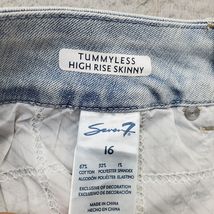 TUMMYLESS
HIGH RISE SKINNY
Seven7
16
67% 32% 1%
COTTON POLYESTER SPANDEX
ALGODÓN POLIÉSTER ELASTANO
EXCLUSIVE OF DECORATION
EXCLUSIVO DE DECORACIÓN
MADE IN CHINA
HECHO EN CHINA